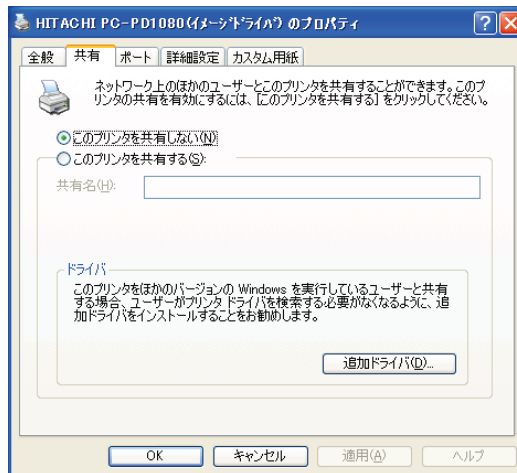 HITACHI PC-PD1080(ｲﾒｰｼﾞﾄﾞﾗｲﾊﾞ) のプロパティ
全般 共有 ポート 詳細設定 カスタム用紙
ネットワーク上のほかのユーザーとこのプリンタを共有することができます。このプ
リンタの共有を有効にするには、[このプリンタを共有する] をクリックしてください。
このプリンタを共有しない(N)
このプリンタを共有する(S):
共有名(H):
ドライバ
このプリンタをほかのバージョンの Windows を実行しているユーザーと共有
する場合、ユーザーがプリンタ ドライバを検索する必要がなくなるように、追
加ドライバをインストールすることをお勧めします。
追加ドライバ(D)...
OK キャンセル 適用(A) ヘルプ